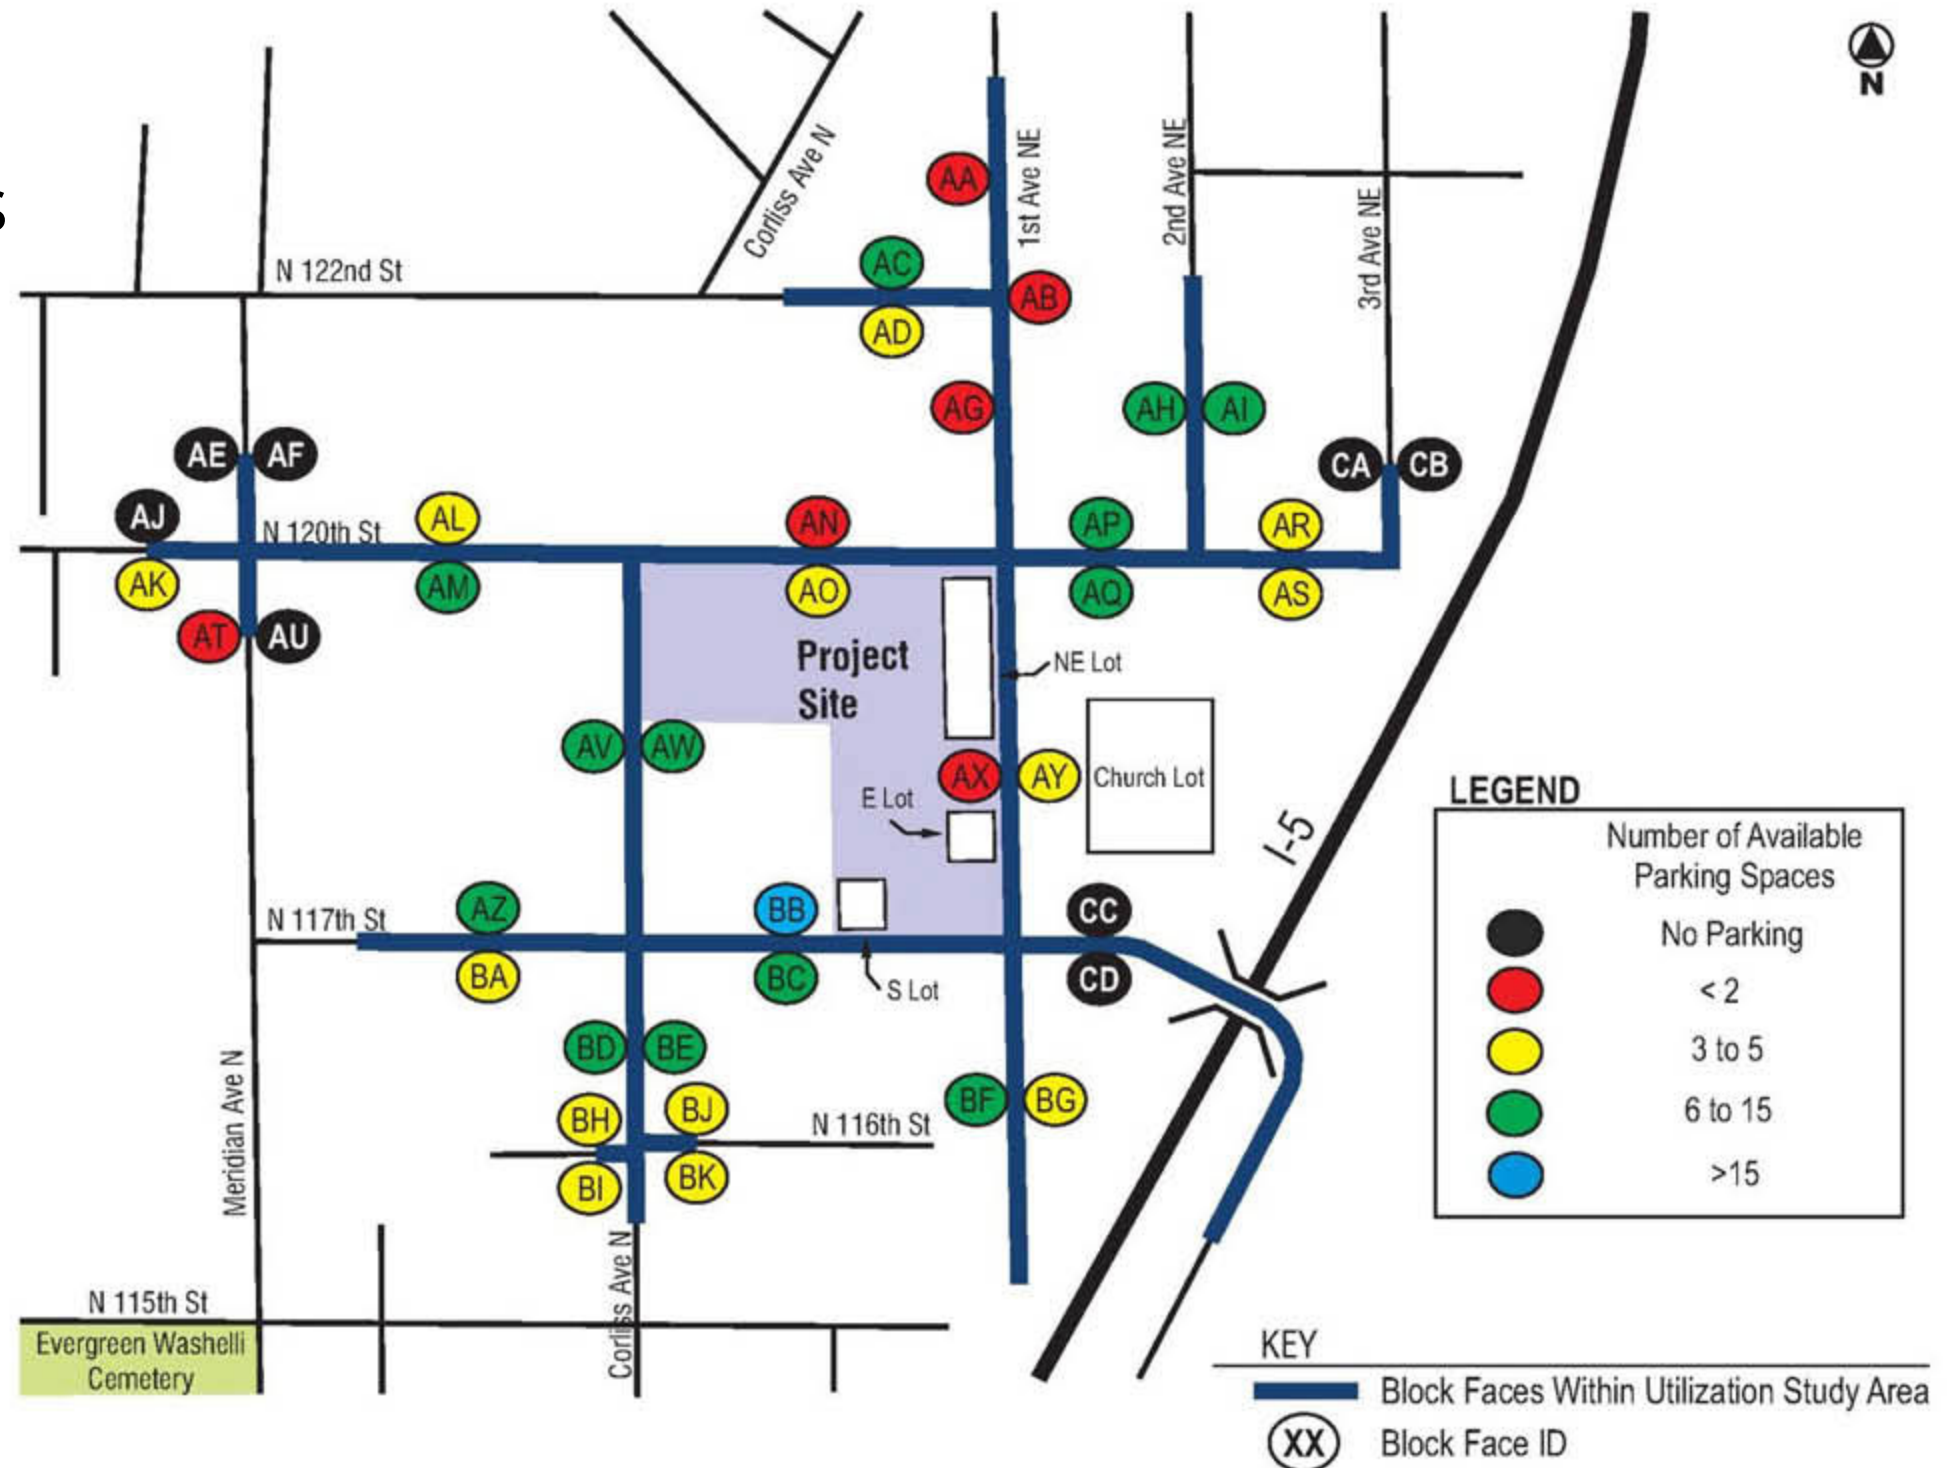 N
S
Corliss Ave N
1st Ave NE
2nd Ave NE
3rd Ave NE
AA
AC
N 122nd St
AB
AD
AG
AH
AI
AE
AF
CA
CB
AJ
AL
AN
AP
AR
N 120th St
AK
AM
AO
AQ
AS
AT
AU
Project
Site
NE Lot
AV
AW
AX
AY
Church Lot
E Lot
I-5
LEGEND
Number of Available
Parking Spaces
No Parking
< 2
3 to 5
6 to 15
>15
AZ
BB
CC
N 117th St
BA
BC
CD
S Lot
BD
BE
BF
BG
BH
BJ
N 116th St
BI
BK
Meridian Ave N
Corliss Ave N
N 115th St
Evergreen Washelli
Cemetery
KEY
Block Faces Within Utilization Study Area
XX
Block Face ID